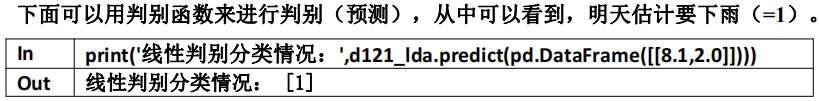 下面可以用判别函数来进行判别（预测），从中可以看到，明天估计要下雨（=1）。
In print('线性判别分类情况：',d121_lda.predict(pd.DataFrame([[8.1,2.0]])))
Out 线性判别分类情况： [1]